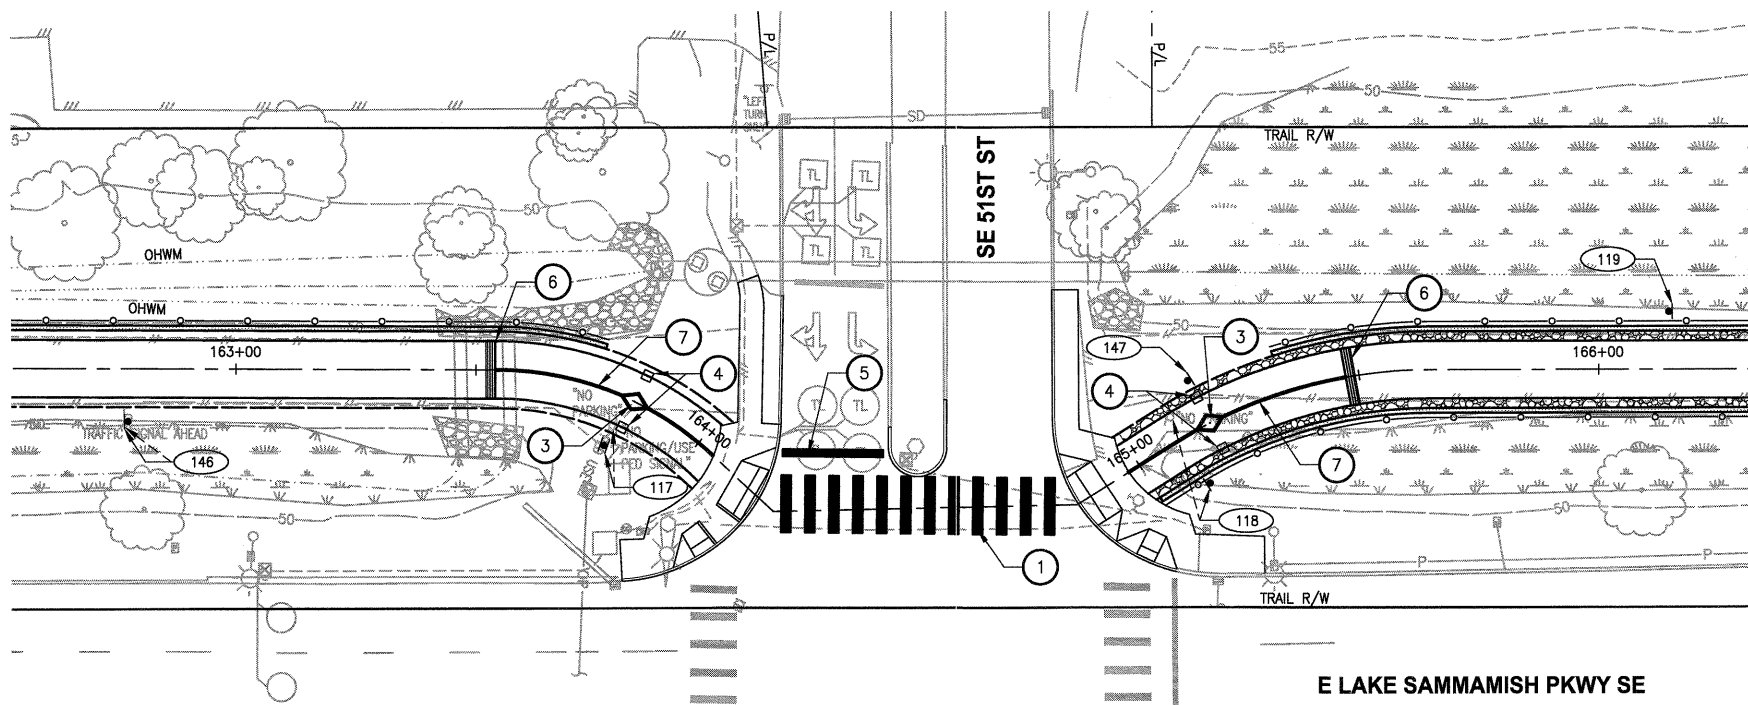 55
P/L
P/L
50
"LEFT
TURN
ONLY"
SD
TRAIL R/W
SE 51ST ST
TL
TL
50
TL
TL
OHWM
119
6
6
OHWM
50
163+00
7
3
147
166+00
4
5
4
"NO
PARKING"
TL
164+00
"NO
PARKING"
50
TRAFFIC SIGNAL AHEAD
3
PARKING/USE
PED SIGNAL"
165+00
7
146
117
118
50
50
1
P
P
TRAIL R/W
E LAKE SAMMAMISH PKWY SE